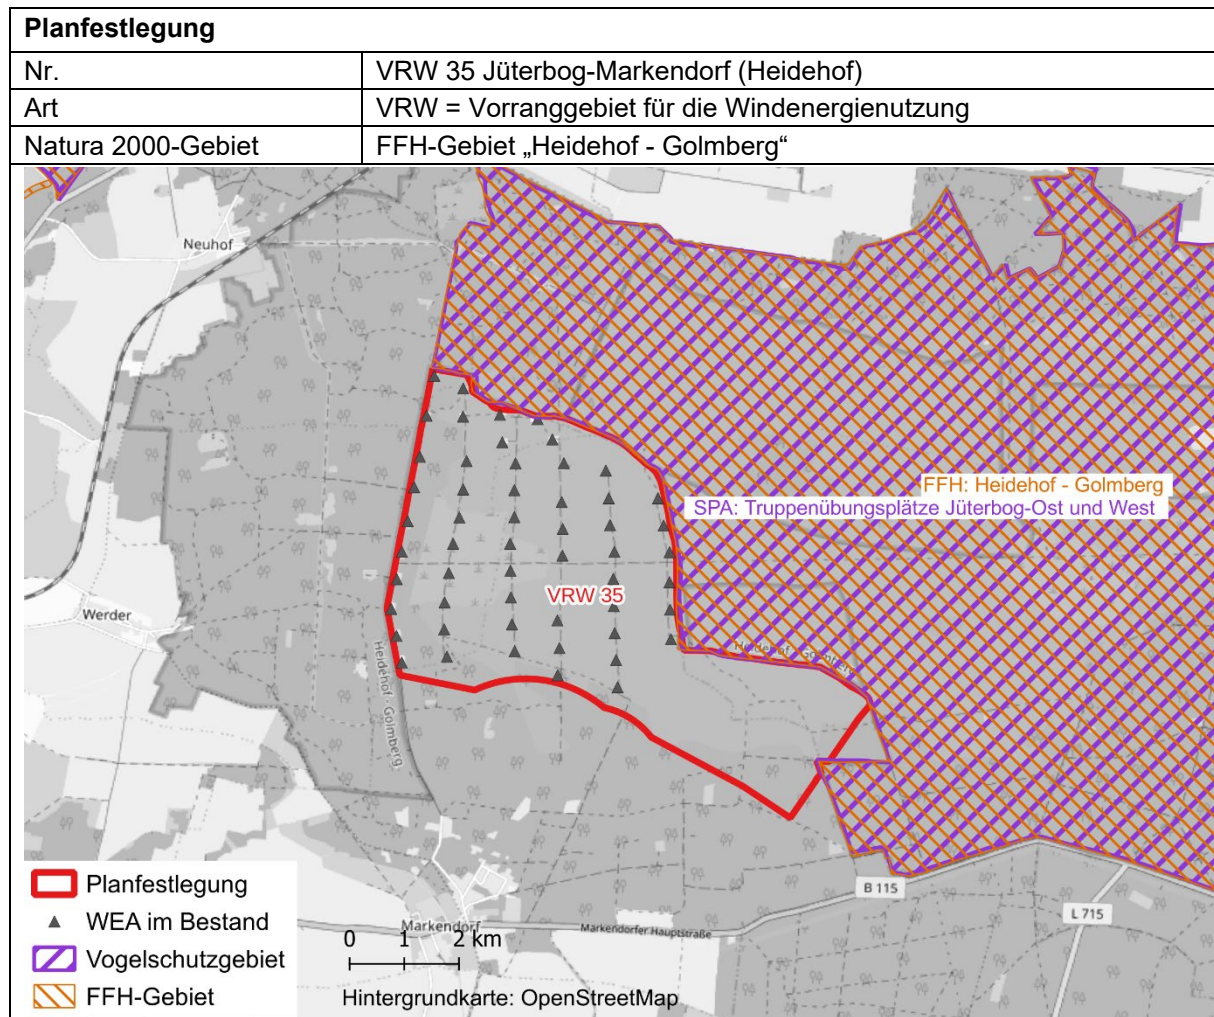 Planfestlegung
Nr. VRW 35 Jüterbog-Markendorf (Heidehof)
Art VRW = Vorranggebiet für die Windenergienutzung
Natura 2000-Gebiet FFH-Gebiet „Heidehof - Golmberg“
Neuhof
FFH: Heidehof - Golmberg
SPA: Truppenübungsplätze Jüterbog-Ost und West
VRW 35
Werder
Heidehof - Golmberg
Heidehof - Golmberg
B 115
L 715
Markendorf
Markendorfer Hauptstraße
Planfestlegung
WEA im Bestand
Vogelschutzgebiet
FFH-Gebiet
0 1 2 km
Hintergrundkarte: OpenStreetMap